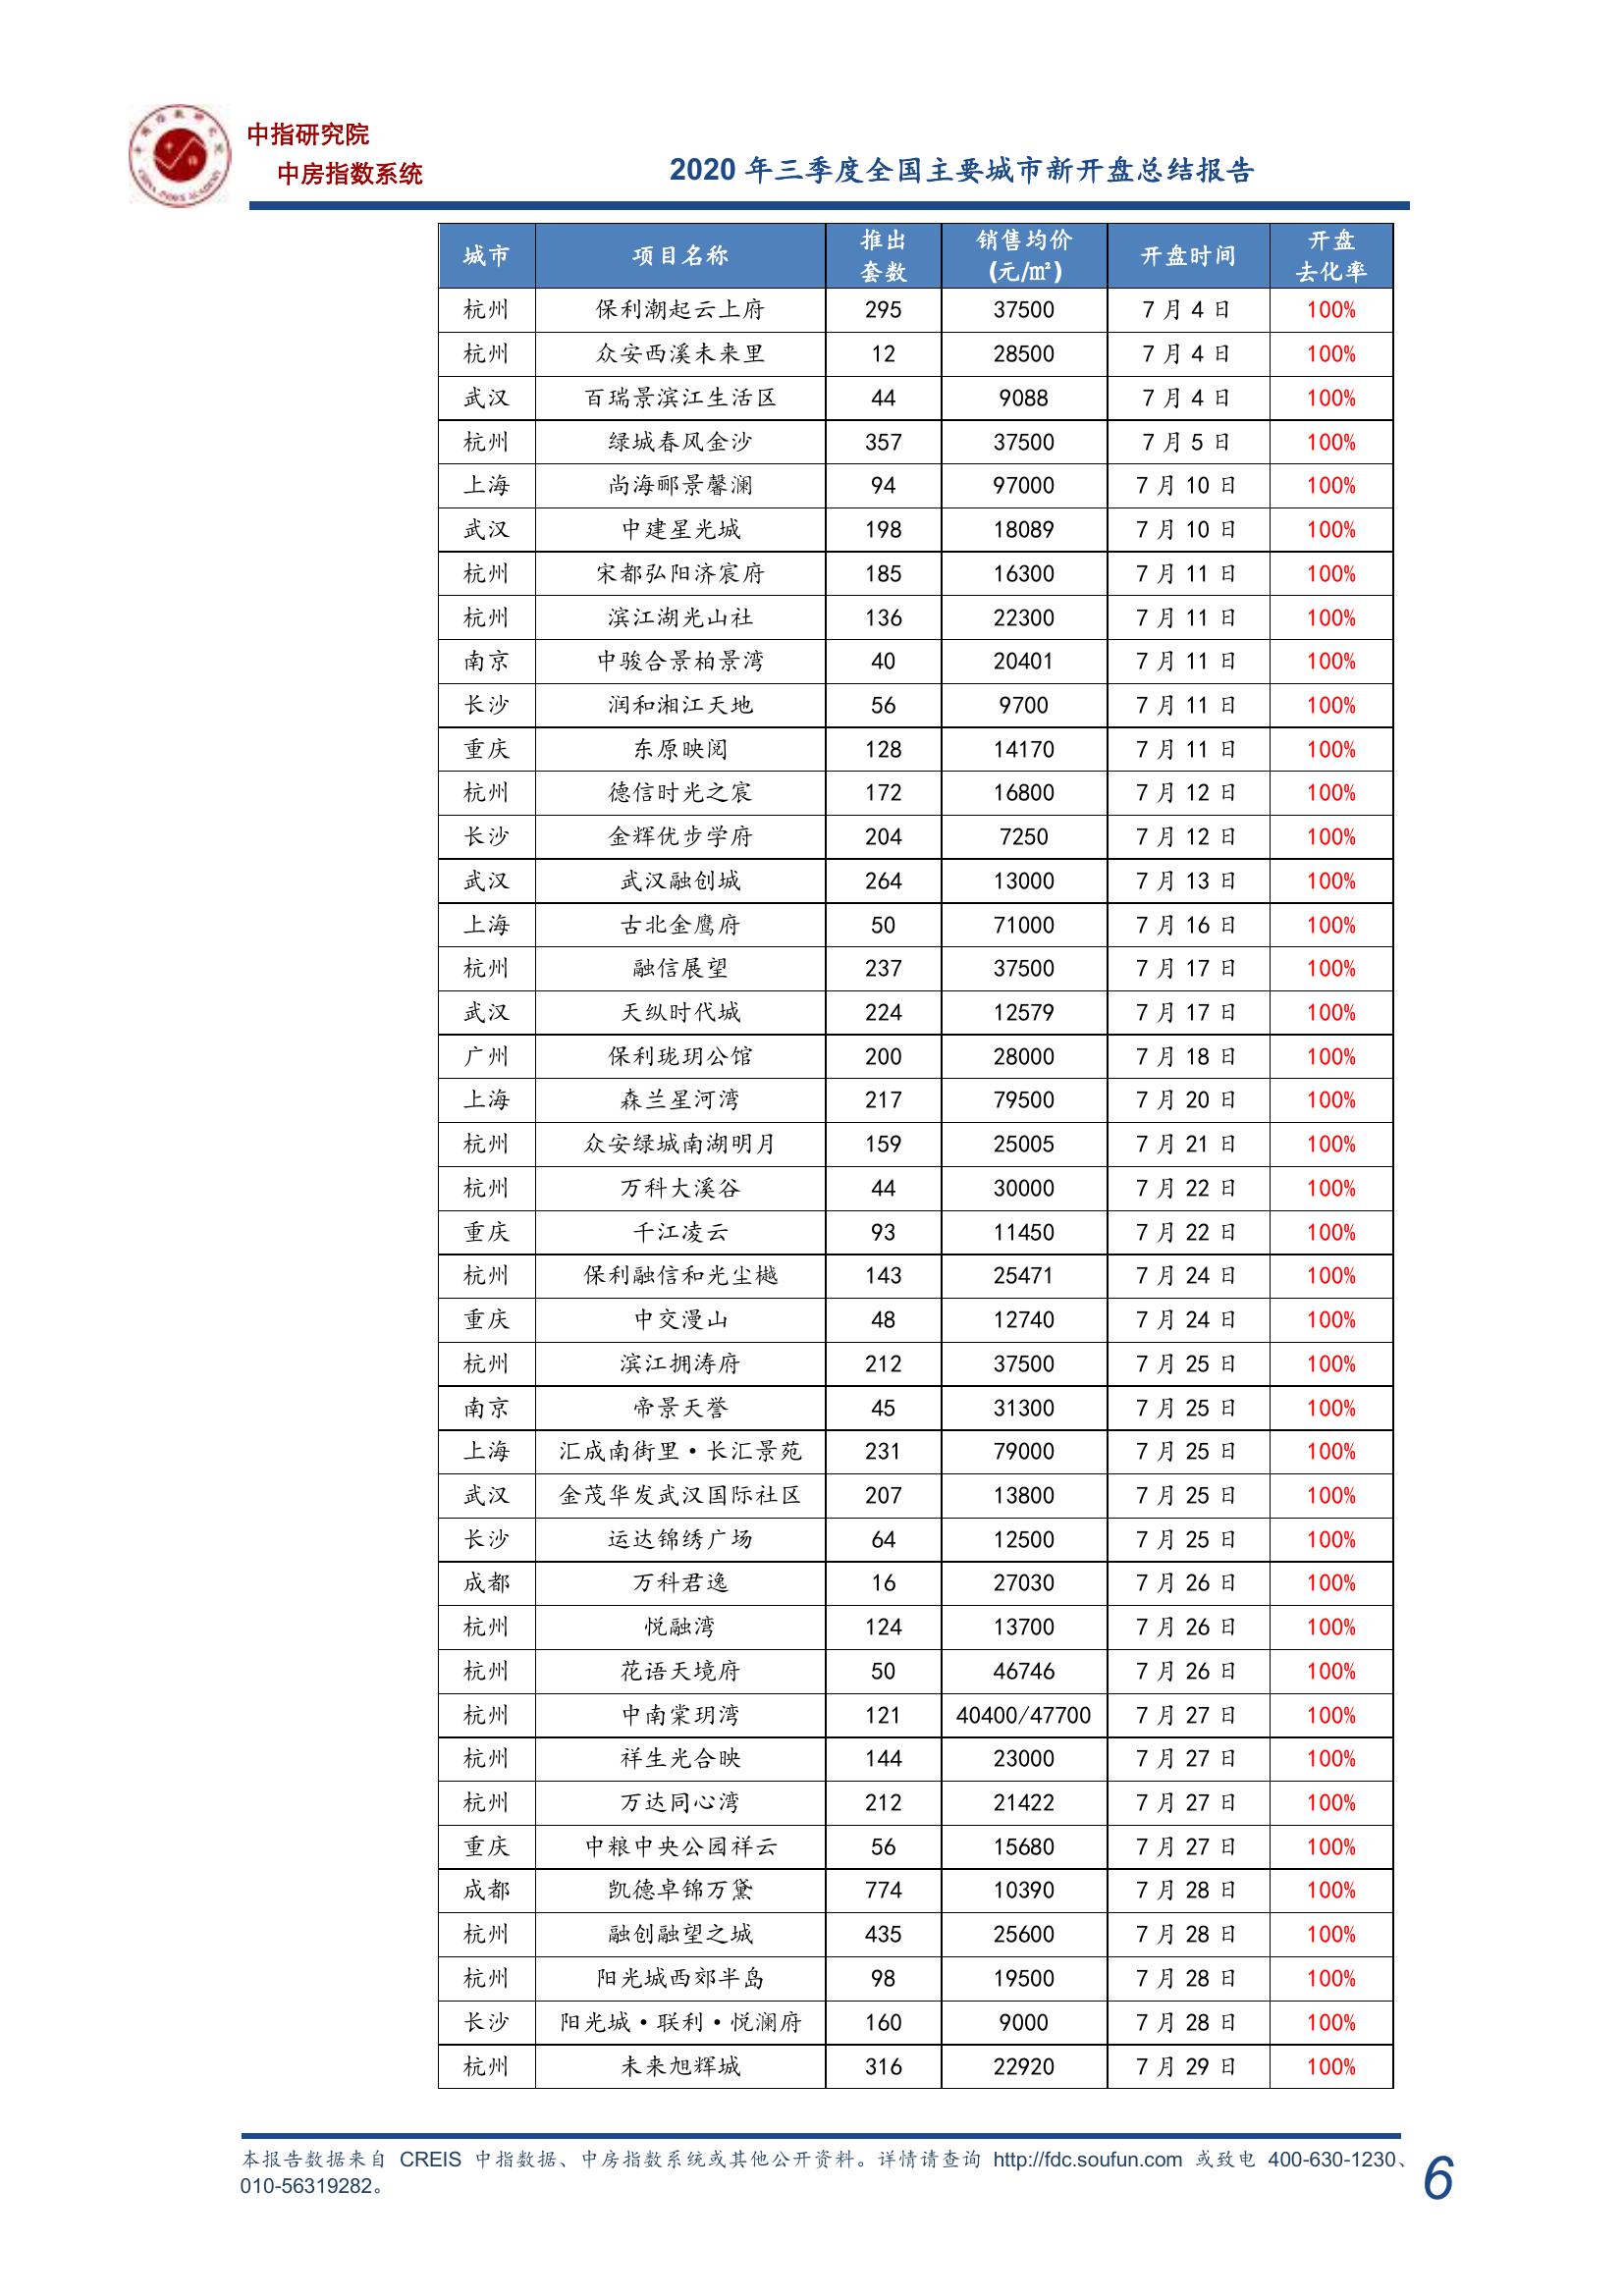 中指研究院
中房指数系统
2020 年三季度全国主要城市新开盘总结报告
城市 项目名称 推出套数 销售均价(元/㎡) 开盘时间 开盘去化率
杭州 保利潮起云上府 295 37500 7 月 4 日 100%
杭州 众安西溪未来里 12 28500 7 月 4 日 100%
武汉 百瑞景滨江生活区 44 9088 7 月 4 日 100%
杭州 绿城春风金沙 357 37500 7 月 5 日 100%
上海 尚海郦景馨澜 94 97000 7 月 10 日 100%
武汉 中建星光城 198 18089 7 月 10 日 100%
杭州 宋都弘阳济宸府 185 16300 7 月 11 日 100%
杭州 滨江湖光山社 136 22300 7 月 11 日 100%
南京 中骏合景柏景湾 40 20401 7 月 11 日 100%
长沙 润和湘江天地 56 9700 7 月 11 日 100%
重庆 东原映阅 128 14170 7 月 11 日 100%
杭州 德信时光之宸 172 16800 7 月 12 日 100%
长沙 金辉优步学府 204 7250 7 月 12 日 100%
武汉 武汉融创城 264 13000 7 月 13 日 100%
上海 古北金鹰府 50 71000 7 月 16 日 100%
杭州 融信展望 237 37500 7 月 17 日 100%
武汉 天纵时代城 224 12579 7 月 17 日 100%
广州 保利珑玥公馆 200 28000 7 月 18 日 100%
上海 森兰星河湾 217 79500 7 月 20 日 100%
杭州 众安绿城南湖明月 159 25005 7 月 21 日 100%
杭州 万科大溪谷 44 30000 7 月 22 日 100%
重庆 千江凌云 93 11450 7 月 22 日 100%
杭州 保利融信和光尘樾 143 25471 7 月 24 日 100%
重庆 中交漫山 48 12740 7 月 24 日 100%
杭州 滨江拥涛府 212 37500 7 月 25 日 100%
南京 帝景天誉 45 31300 7 月 25 日 100%
上海 汇成南街里·长汇景苑 231 79000 7 月 25 日 100%
武汉 金茂华发武汉国际社区 207 13800 7 月 25 日 100%
长沙 运达锦绣广场 64 12500 7 月 25 日 100%
成都 万科君逸 16 27030 7 月 26 日 100%
杭州 悦融湾 124 13700 7 月 26 日 100%
杭州 花语天境府 50 46746 7 月 26 日 100%
杭州 中南棠玥湾 121 40400/47700 7 月 27 日 100%
杭州 祥生光合映 144 23000 7 月 27 日 100%
杭州 万达同心湾 212 21422 7 月 27 日 100%
重庆 中粮中央公园祥云 56 15680 7 月 27 日 100%
成都 凯德卓锦万黛 774 10390 7 月 28 日 100%
杭州 融创融望之城 435 25600 7 月 28 日 100%
杭州 阳光城西郊半岛 98 19500 7 月 28 日 100%
长沙 阳光城·联利·悦澜府 160 9000 7 月 28 日 100%
杭州 未来旭辉城 316 22920 7 月 29 日 100%
本报告数据来自 CREIS 中指数据、中房指数系统或其他公开资料。详情请查询 http://fdc.soufun.com 或致电 400-630-1230、
010-56319282。
6